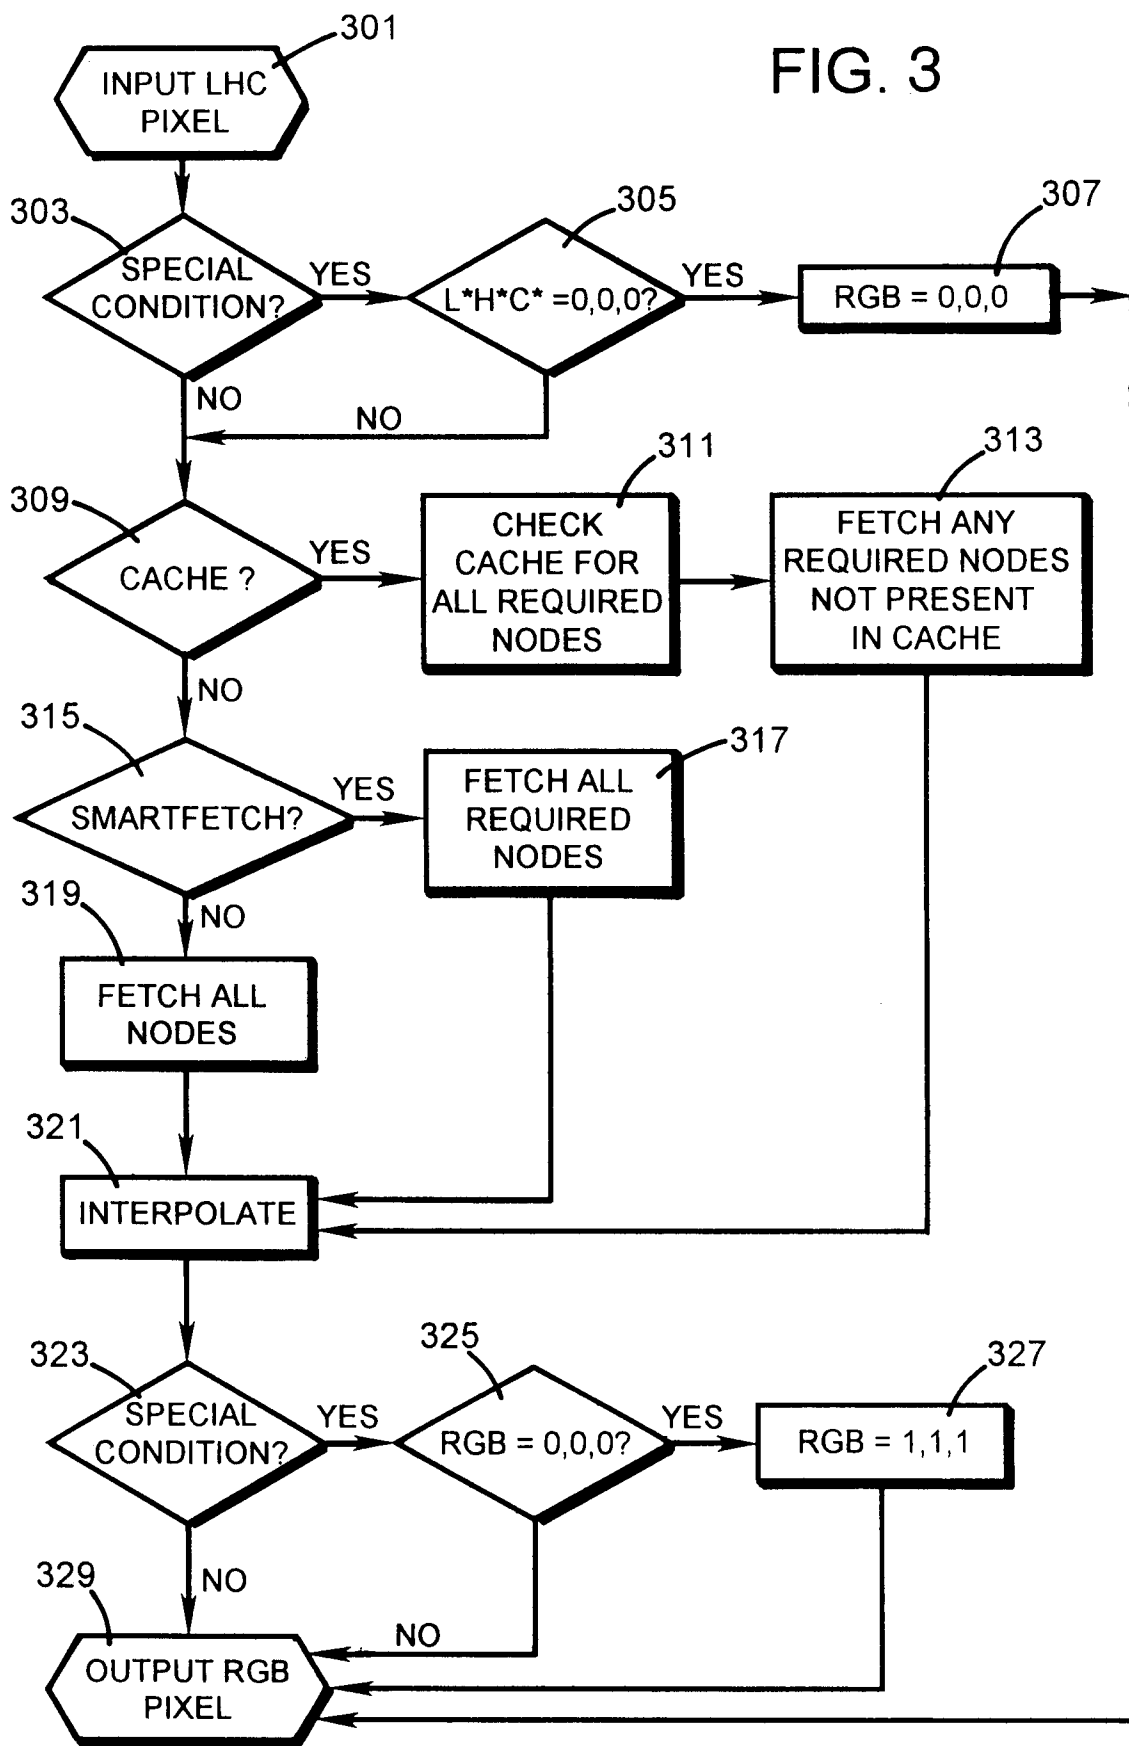 FIG. 3
301
INPUT LHC
PIXEL
303
SPECIAL
CONDITION?
YES
305
L*H*C* =0,0,0?
YES
307
RGB = 0,0,0
NO
NO
309
CACHE ?
YES
311
CHECK
CACHE FOR
ALL REQUIRED
NODES
313
FETCH ANY
REQUIRED NODES
NOT PRESENT
IN CACHE
NO
315
SMARTFETCH?
YES
317
FETCH ALL
REQUIRED
NODES
NO
319
FETCH ALL
NODES
321
INTERPOLATE
323
SPECIAL
CONDITION?
YES
325
RGB = 0,0,0?
YES
327
RGB = 1,1,1
NO
NO
329
OUTPUT RGB
PIXEL